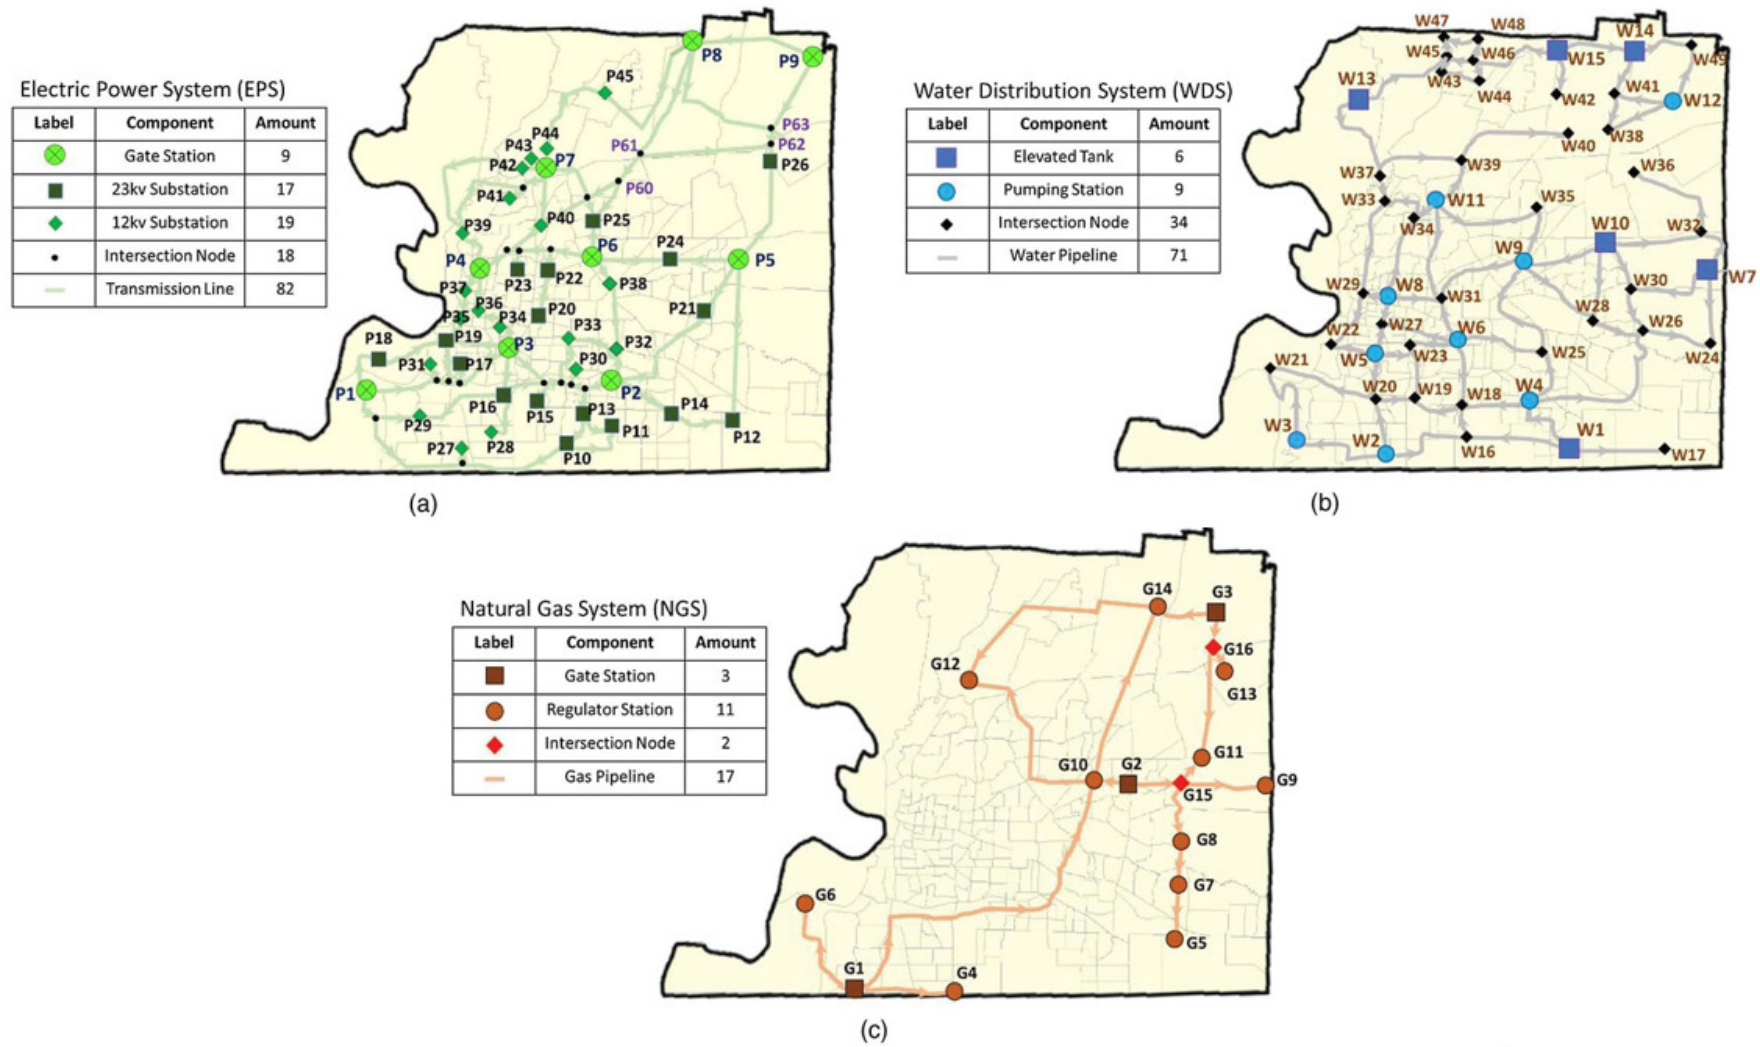 Electric Power System (EPS)
Label Component Amount
Gate Station 9
23kv Substation 17
12kv Substation 19
Intersection Node 18
Transmission Line 82
P8
P9
P45
P63
P44
P43
P61
P62
P42
P7
P26
P60
P41
P40
P25
P39
P6
P24
P4
P5
P23
P22
P37
P38
P36
P20
P21
P35
P34
P33
P18
P19
P3
P32
P31
P17
P30
P1
P2
P16
P15
P13
P14
P29
P11
P12
P27
P28
P10
(a)
Water Distribution System (WDS)
Label Component Amount
Elevated Tank 6
Pumping Station 9
Intersection Node 34
Water Pipeline 71
W47
W48
W14
W45
W46
W15
W49
W13
W43
W44
W42
W41
W12
W38
W40
W37
W39
W36
W33
W11
W35
W34
W10
W32
W9
W7
W29
W8
W31
W30
W28
W22
W27
W6
W26
W21
W5
W23
W25
W24
W20
W19
W18
W4
W3
W2
W16
W1
W17
(b)
Natural Gas System (NGS)
Label Component Amount
Gate Station 3
Regulator Station 11
Intersection Node 2
Gas Pipeline 17
G14
G3
G16
G12
G13
G11
G10
G2
G9
G15
G8
G7
G6
G5
G1
G4
(c)